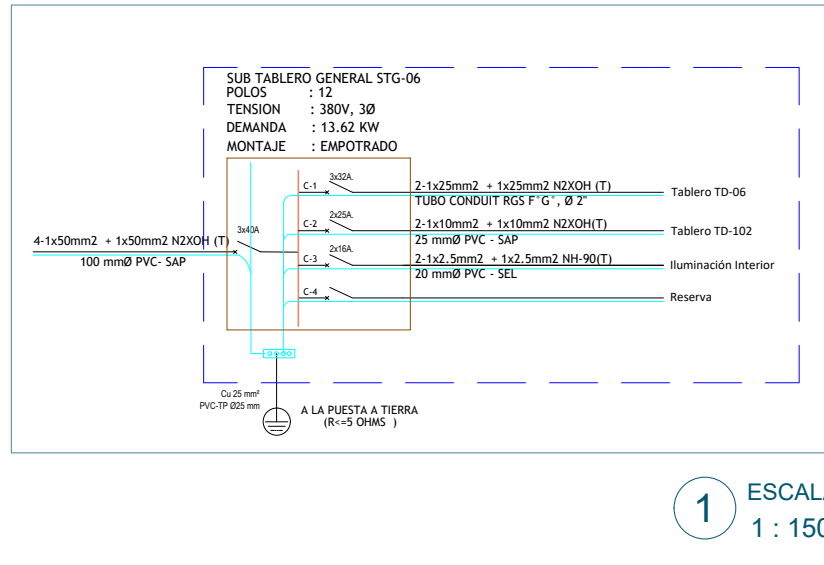 SUB TABLERO GENERAL STG-06
POLOS : 12
TENSION : 380V, 3Ø
DEMANDA : 13.62 KW
MONTAJE : EMPOTRADO
4-1x50mm2 + 1x50mm2 N2XOH (T)
100 mmØ PVC- SAP
3x40A
C-1
3x32A.
2-1x25mm2 + 1x25mm2 N2XOH (T)
TUBO CONDUIT RGS F°G°, Ø 2"
Tablero TD-06
C-2
2x25A.
2-1x10mm2 + 1x10mm2 N2XOH(T)
25 mmØ PVC - SAP
Tablero TD-102
C-3
2x16A.
2-1x2.5mm2 + 1x2.5mm2 NH-90(T)
20 mmØ PVC - SEL
Iluminación Interior
C-4
Reserva
Cu 25 mm²
PVC-TP Ø25 mm
A LA PUESTA A TIERRA
(R<=5 OHMS )
1
ESCALA
1 : 150